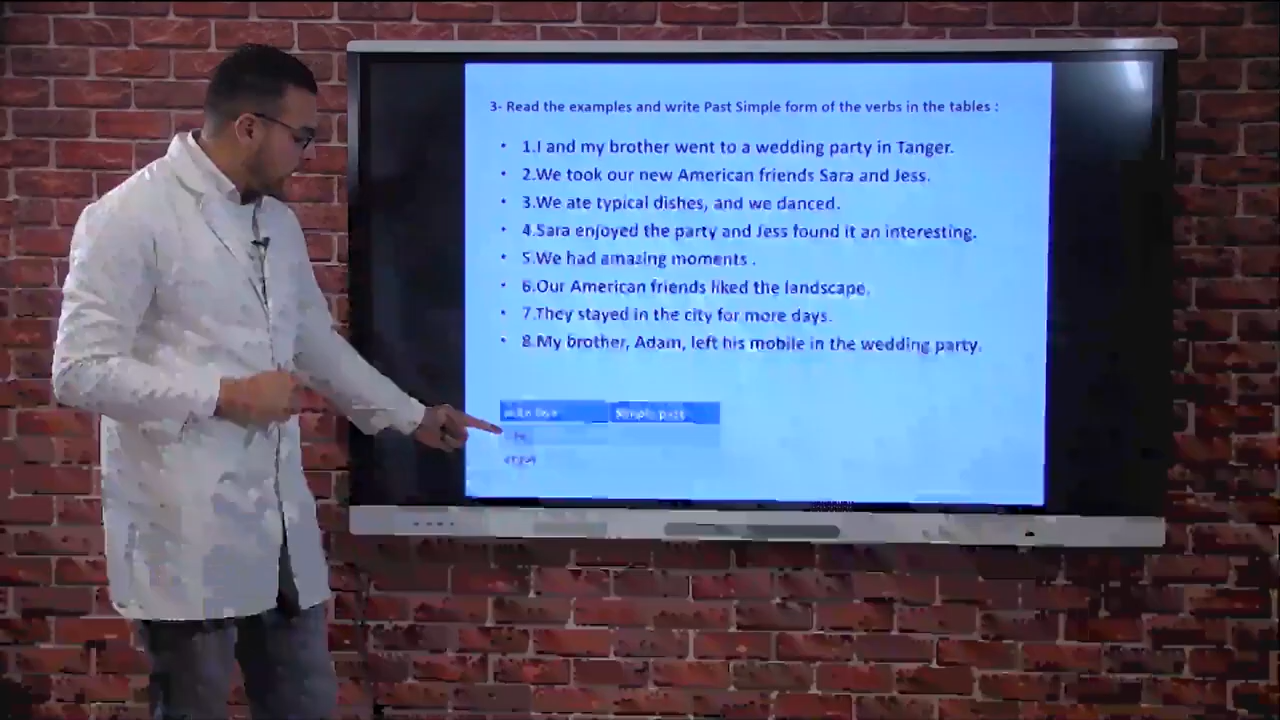 3- Read the examples and write Past Simple form of the verbs in the tables :
• 1.I and my brother went to a wedding party in Tanger.
• 2.We took our new American friends Sara and Jess.
• 3.We ate typical dishes, and we danced.
• 4.Sara enjoyed the party and Jess found it an interesting.
• 5.We had amazing moments .
• 6.Our American friends liked the landscape.
• 7.They stayed in the city for more days.
• 8.My brother, Adam, left his mobile in the wedding party.
Simple past